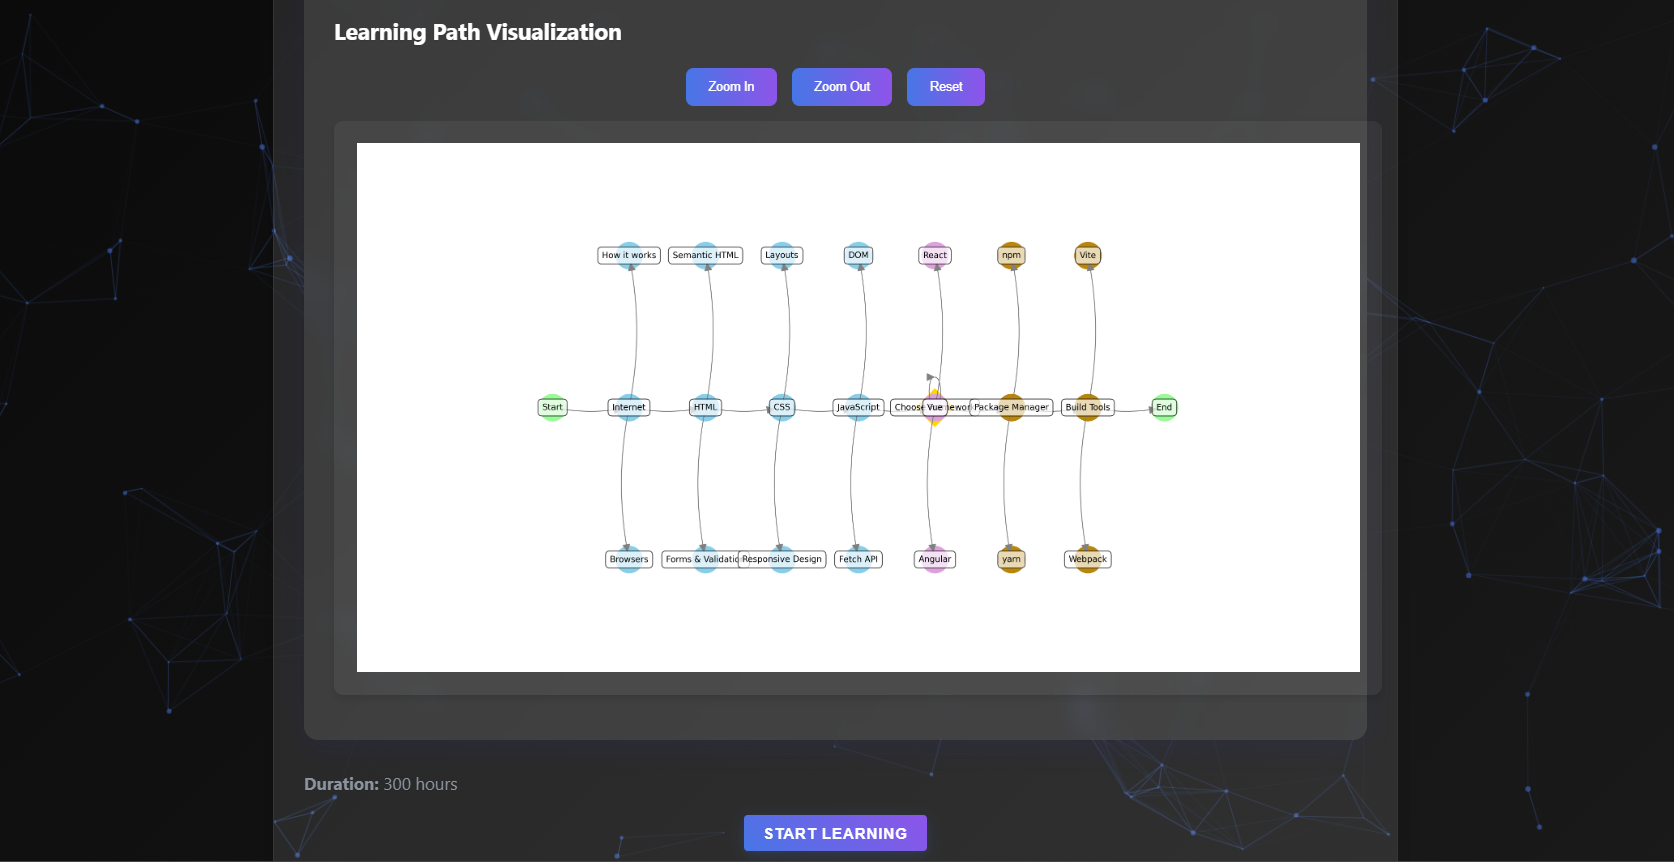 Learning Path Visualization
Zoom In Zoom Out Reset
How it works Semantic HTML Layouts DOM React npm Vite
Start Internet HTML CSS JavaScript Choose Vue Package Manager Build Tools End
Browsers Forms & Responsive Design Fetch API Angular yarn Webpack
Duration: 300 hours
START LEARNING